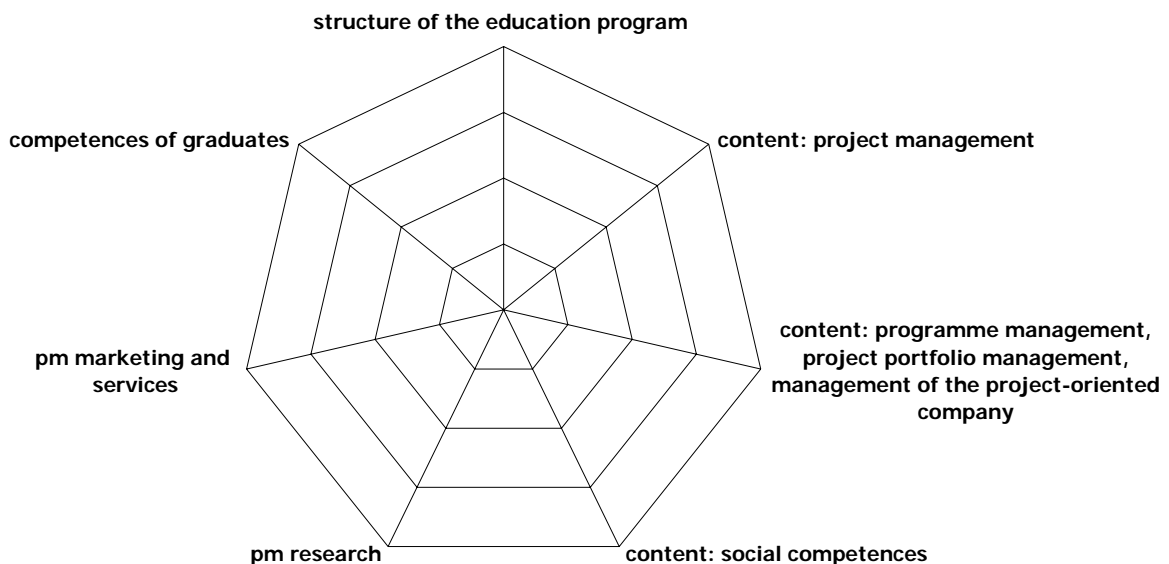 structure of the education program
competences of graduates
content: project management
content: programme management,
project portfolio management,
management of the project-oriented
company
pm marketing and
services
pm research
content: social competences